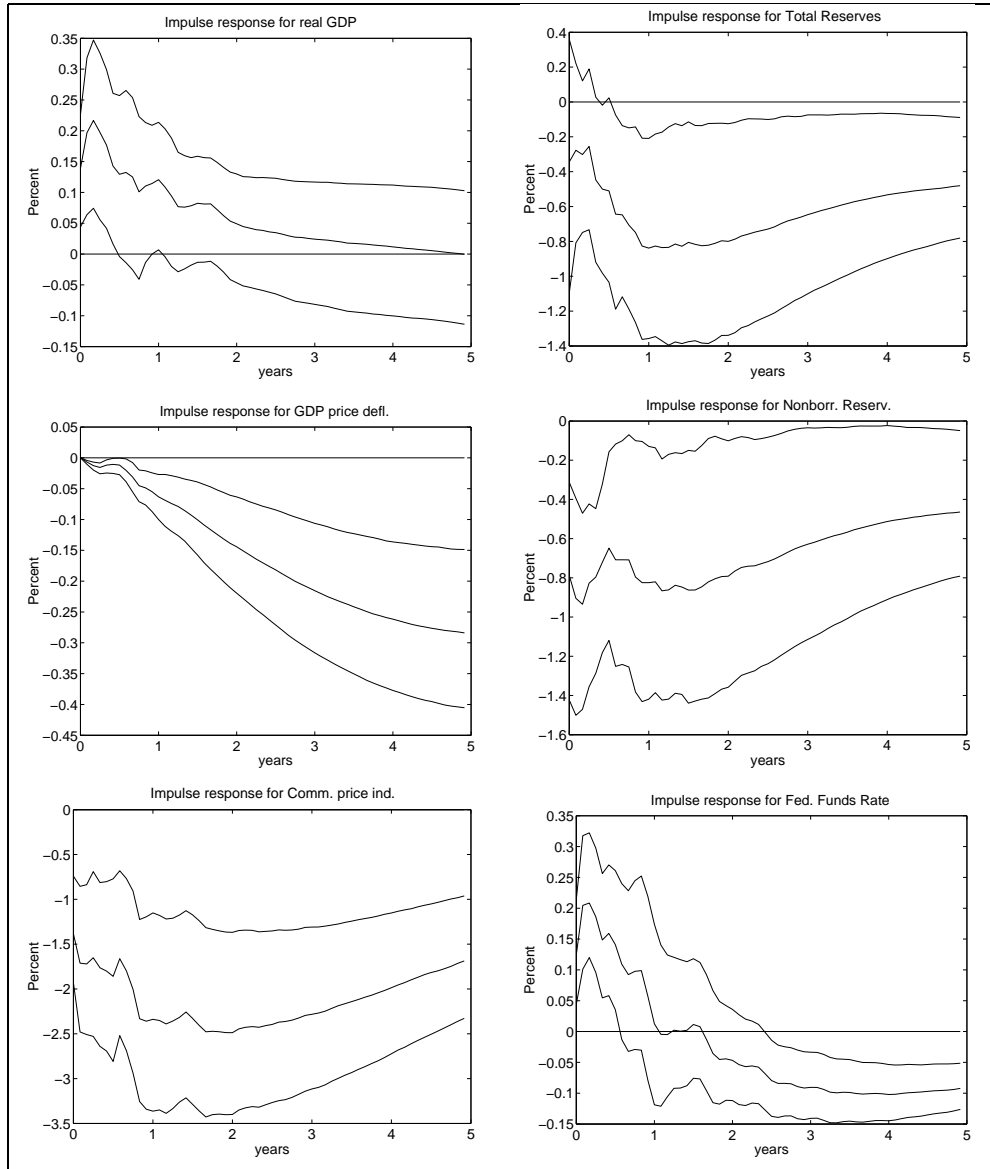 Impulse response for real GDP
0.35
0.3
0.25
0.2
0.15
0.1
0.05
0
−0.05
−0.1
−0.15
Percent
0 1 2 3 4 5
years
Impulse response for Total Reserves
0.4
0.2
0
−0.2
−0.4
−0.6
−0.8
−1
−1.2
−1.4
Percent
0 1 2 3 4 5
years
Impulse response for GDP price defl.
0.05
0
−0.05
−0.1
−0.15
−0.2
−0.25
−0.3
−0.35
−0.4
−0.45
Percent
0 1 2 3 4 5
years
Impulse response for Nonborr. Reserv.
0
−0.2
−0.4
−0.6
−0.8
−1
−1.2
−1.4
−1.6
Percent
0 1 2 3 4 5
years
Impulse response for Comm. price ind.
0
−0.5
−1
−1.5
−2
−2.5
−3
−3.5
Percent
0 1 2 3 4 5
years
Impulse response for Fed. Funds Rate
0.35
0.3
0.25
0.2
0.15
0.1
0.05
0
−0.05
−0.1
−0.15
Percent
0 1 2 3 4 5
years